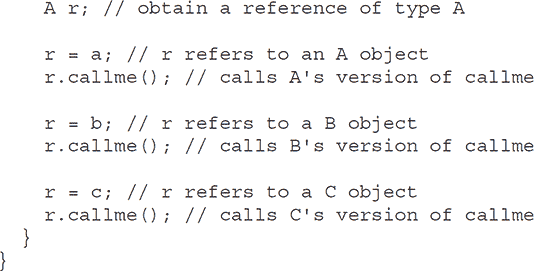 A r; // obtain a reference of type A
r = a; // r refers to an A object
r.callme(); // calls A's version of callme
r = b; // r refers to a B object
r.callme(); // calls B's version of callme
r = c; // r refers to a C object
r.callme(); // calls C's version of callme
}
}